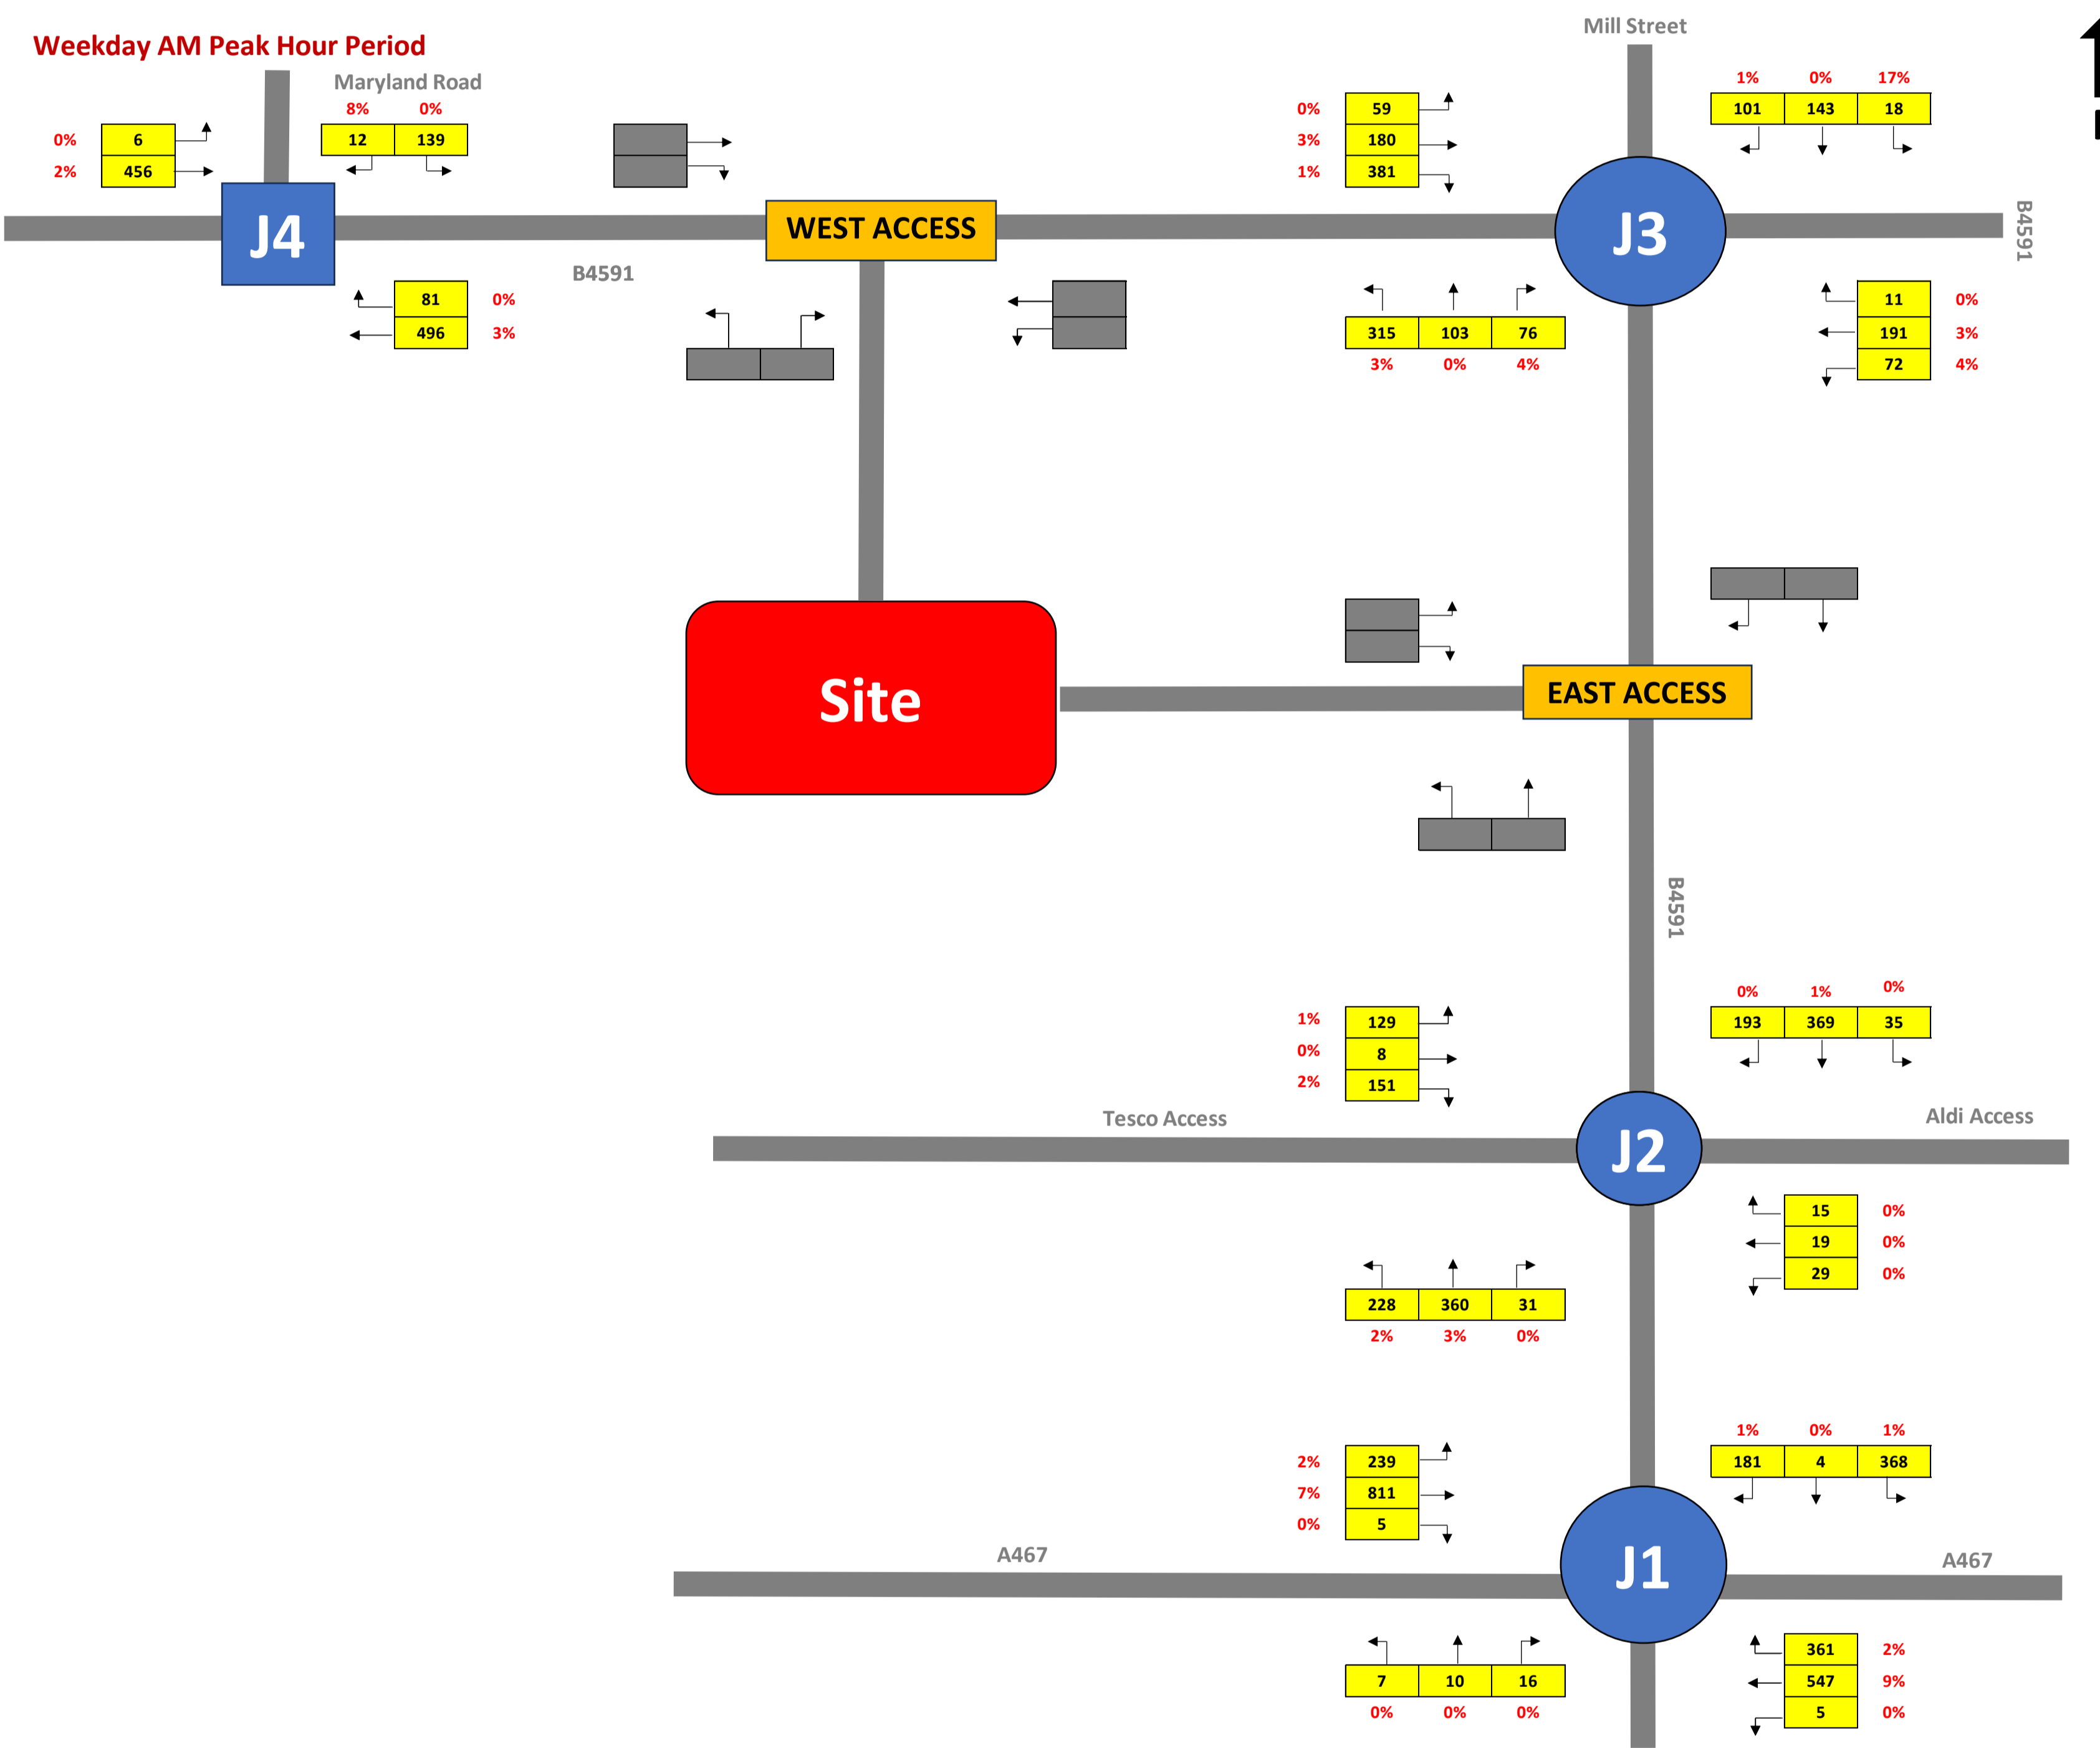 Mill Street
Weekday AM Peak Hour Period
Maryland Road
1% 0% 17%
8% 0%
0% 59
101 143 18
0% 6
12 139
3% 180
2% 456
1% 381
J4
WEST ACCESS
J3
B4591
B4591
81 0%
496 3%
315 103 76
3% 0% 4%
11 0%
191 3%
72 4%
Site
EAST ACCESS
B4591
1% 129
0% 8
2% 151
0% 1% 0%
193 369 35
Tesco Access
Aldi Access
J2
15 0%
19 0%
29 0%
228 360 31
2% 3% 0%
2% 239
7% 811
0% 5
1% 0% 1%
181 4 368
A467
A467
J1
7 10 16
0% 0% 0%
361 2%
547 9%
5 0%